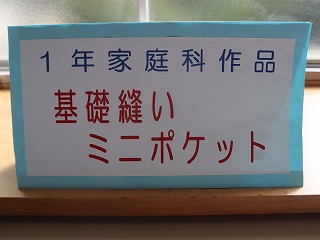 １年家庭科作品
基礎縫い
ミニポケット